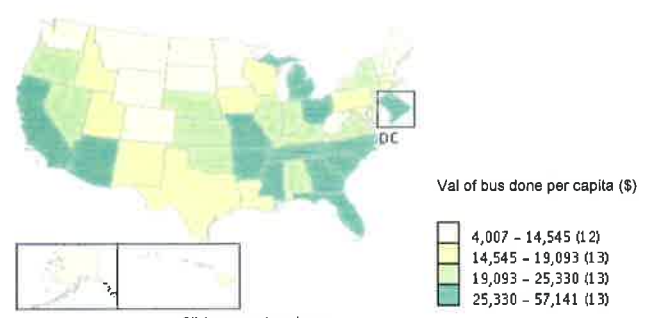 DC
Val of bus done per capita ($)
4,007 - 14,545 (12)
14,545 - 19,093 (13)
19,093 - 25,330 (13)
25,330 - 57,141 (13)